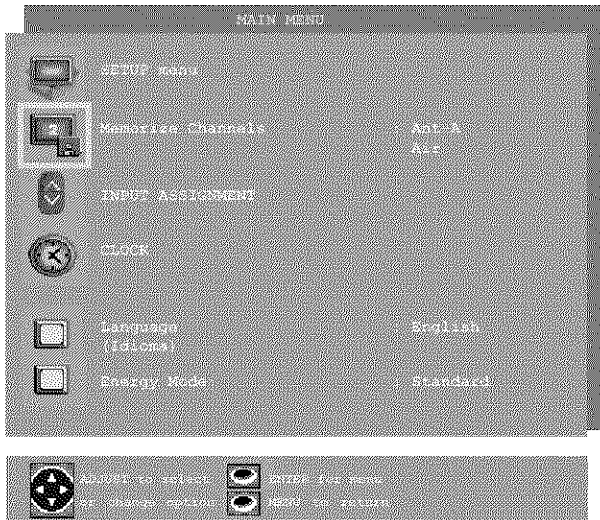 MAIN MENU
SETUP menu
Memorize Channels
Ant A
Air
?
INPUT ASSIGNMENT
CLOCK
Language
(Idioma)
English
Energy Mode
Standard
ADJUST to select
or change option
ENTER for menu
MENU to return